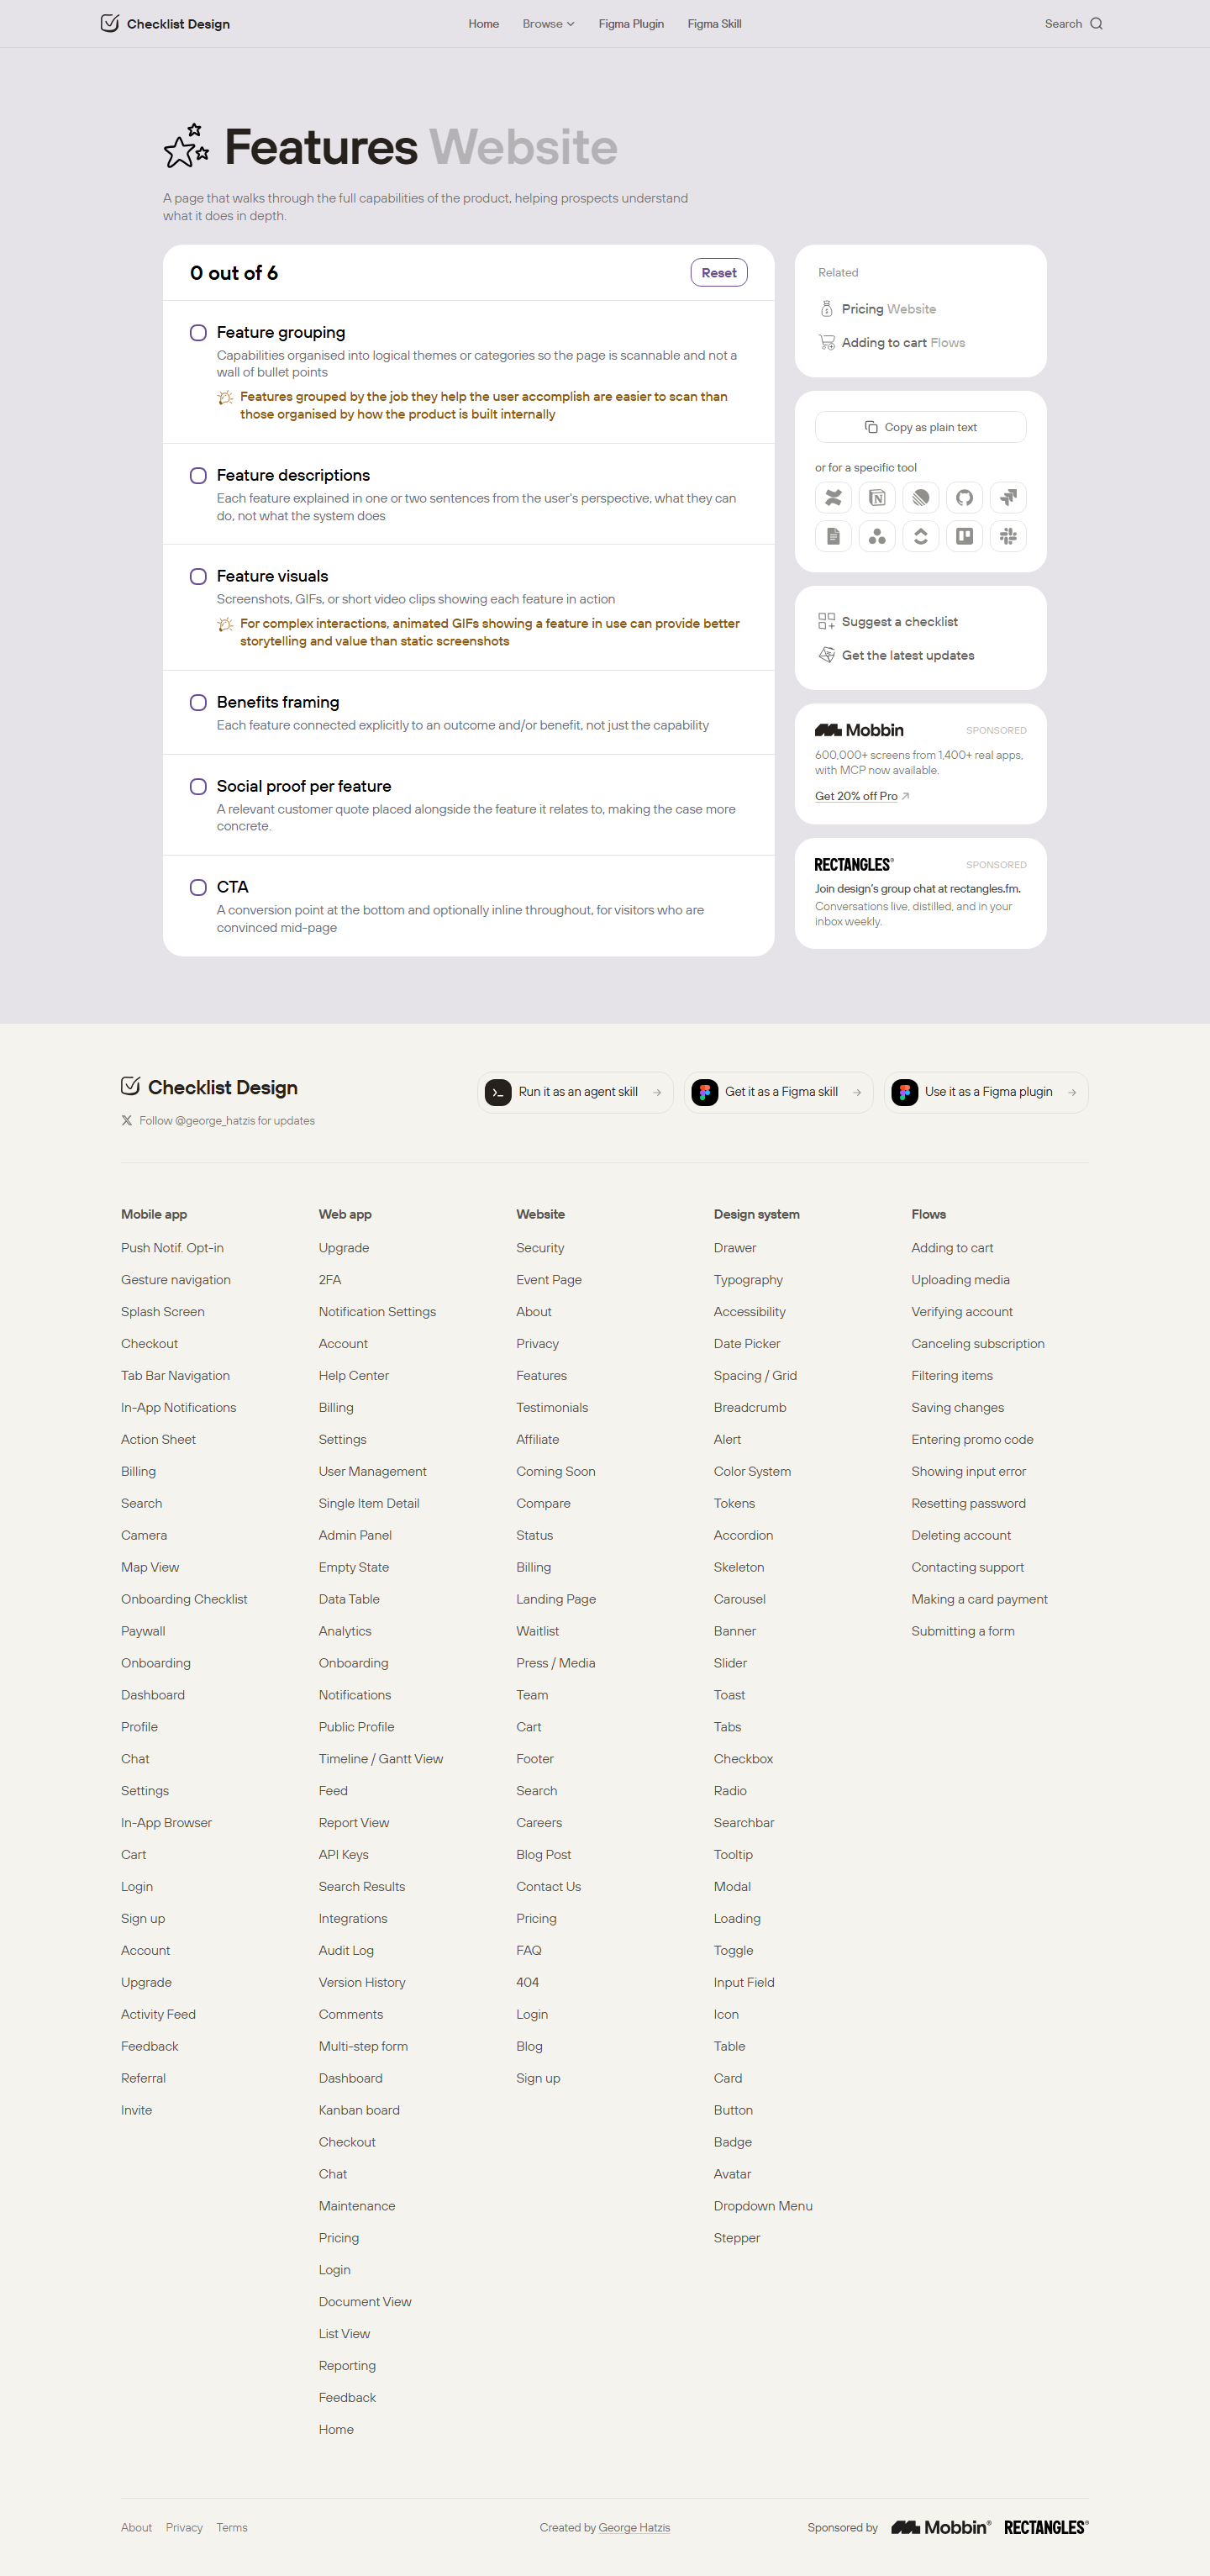 Checklist Design
Home
Browse
Figma Plugin
Figma Skill
Search
Features Website
A page that walks through the full capabilities of the product, helping prospects understand
what it does in depth.
0 out of 6
Reset
Feature grouping
Capabilities organised into logical themes or categories so the page is scannable and not a
wall of bullet points
Features grouped by the job they help the user accomplish are easier to scan than
those organised by how the product is built internally
Feature descriptions
Each feature explained in one or two sentences from the user's perspective, what they can
do, not what the system does
Feature visuals
Screenshots, GIFs, or short video clips showing each feature in action
For complex interactions, animated GIFs showing a feature in use can provide better
storytelling and value than static screenshots
Benefits framing
Each feature connected explicitly to an outcome and/or benefit, not just the capability
Social proof per feature
A relevant customer quote placed alongside the feature it relates to, making the case more
concrete.
CTA
A conversion point at the bottom and optionally inline throughout, for visitors who are
convinced mid-page
Related
Pricing Website
Adding to cart Flows
Copy as plain text
or for a specific tool
Suggest a checklist
Get the latest updates
Mobbin
SPONSORED
600,000+ screens from 1,400+ real apps,
with MCP now available.
Get 20% off Pro
RECTANGLES®
SPONSORED
Join design's group chat at rectangles.fm.
Conversations live, distilled, and in your
inbox weekly.
Checklist Design
Follow @george_hatzis for updates
Run it as an agent skill
Get it as a Figma skill
Use it as a Figma plugin
Mobile app
Push Notif. Opt-in
Gesture navigation
Splash Screen
Checkout
Tab Bar Navigation
In-App Notifications
Action Sheet
Billing
Search
Camera
Map View
Onboarding Checklist
Paywall
Onboarding
Dashboard
Profile
Chat
Settings
In-App Browser
Cart
Login
Sign up
Account
Upgrade
Activity Feed
Feedback
Referral
Invite
Web app
Upgrade
2FA
Notification Settings
Account
Help Center
Billing
Settings
User Management
Single Item Detail
Admin Panel
Empty State
Data Table
Analytics
Onboarding
Notifications
Public Profile
Timeline / Gantt View
Feed
Report View
API Keys
Search Results
Integrations
Audit Log
Version History
Comments
Multi-step form
Dashboard
Kanban board
Checkout
Chat
Maintenance
Pricing
Login
Document View
List View
Reporting
Feedback
Home
Website
Security
Event Page
About
Privacy
Features
Testimonials
Affiliate
Coming Soon
Compare
Status
Billing
Landing Page
Waitlist
Press / Media
Team
Cart
Footer
Search
Careers
Blog Post
Contact Us
Pricing
FAQ
404
Login
Blog
Sign up
Design system
Drawer
Typography
Accessibility
Date Picker
Spacing / Grid
Breadcrumb
Alert
Color System
Tokens
Accordion
Skeleton
Carousel
Banner
Slider
Toast
Tabs
Checkbox
Radio
Searchbar
Tooltip
Modal
Loading
Toggle
Input Field
Icon
Table
Card
Button
Badge
Avatar
Dropdown Menu
Stepper
Flows
Adding to cart
Uploading media
Verifying account
Canceling subscription
Filtering items
Saving changes
Entering promo code
Showing input error
Resetting password
Deleting account
Contacting support
Making a card payment
Submitting a form
About
Privacy
Terms
Created by George Hatzis
Sponsored by
Mobbin®
RECTANGLES®